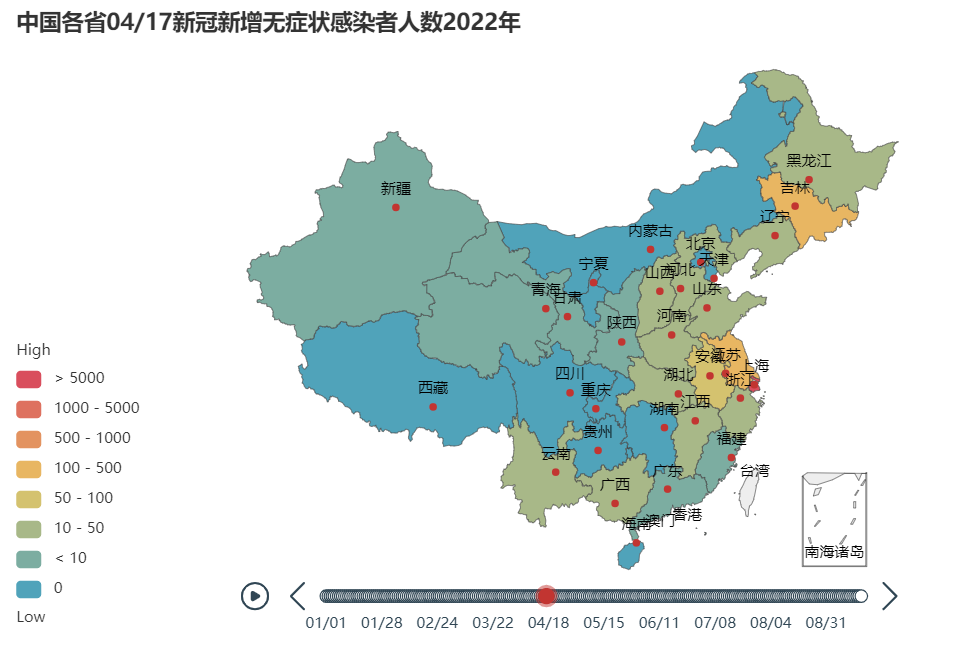 中国各省04/17新冠新增无症状感染者人数2022年
黑龙江
吉林
新疆
辽宁
内蒙古
北京
天津
宁夏
山西
河北
青海
甘肃
山东
陕西
河南
安徽
江苏
上海
四川
湖北
浙江
西藏
重庆
湖南
江西
贵州
福建
云南
广东
台湾
广西
海南
澳门
香港
南海诸岛
High
> 5000
1000 - 5000
500 - 1000
100 - 500
50 - 100
10 - 50
< 10
0
Low
01/01 01/28 02/24 03/22 04/18 05/15 06/11 07/08 08/04 08/31